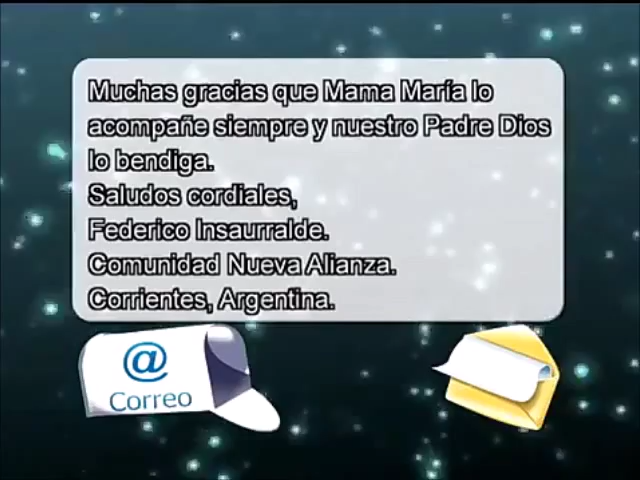 Muchas gracias que Mama María lo
acompañe siempre y nuestro Padre Dios
lo bendiga.
Saludos cordiales,
Federico Insaurralde.
Comunidad Nueva Alianza.
Corrientes, Argentina.
@
Correo